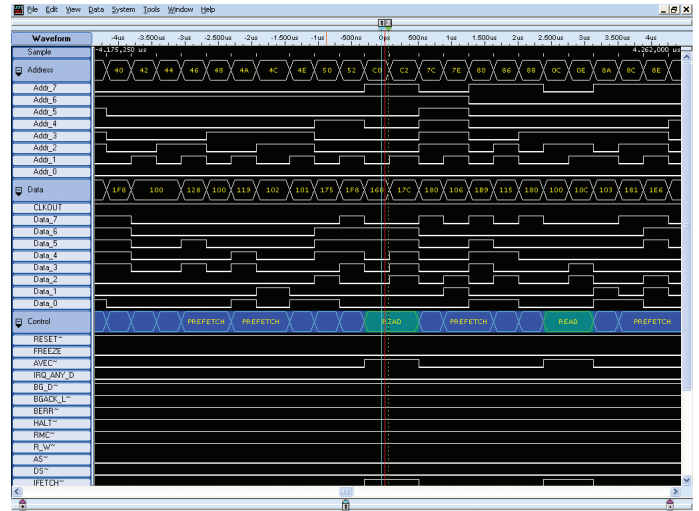 File Edit View Data System Tools Window Help
Waveform -4us -3.500us -3us -2.500us -2us -1.500us -1us -500ns 0ps 500ns 1us 1.500us 2us 2.500us 3us 3.500us 4us
Sample -4.175,250 us 4.262,000 us
Address 40 42 44 46 48 4A 4C 4E 50 52 C0 C2 7C 7E 80 86 88 0C 0E 8A 8C 8E
Addr_7
Addr_6
Addr_5
Addr_4
Addr_3
Addr_2
Addr_1
Addr_0
Data 1F8 100 128 100 119 102 101 175 1F8 168 17C 180 106 1B9 115 180 100 10C 103 181 1E6
CLKOUT
Data_7
Data_6
Data_5
Data_4
Data_3
Data_2
Data_1
Data_0
Control PREFETCH PREFETCH READ PREFETCH READ PREFETCH
RESET~
FREEZE
AVEC~
IRQ_ANY_D
BG_D~
BGACK_L~
BERR~
HALT~
RMC~
R_W~
AS~
DS~
IFETCH~